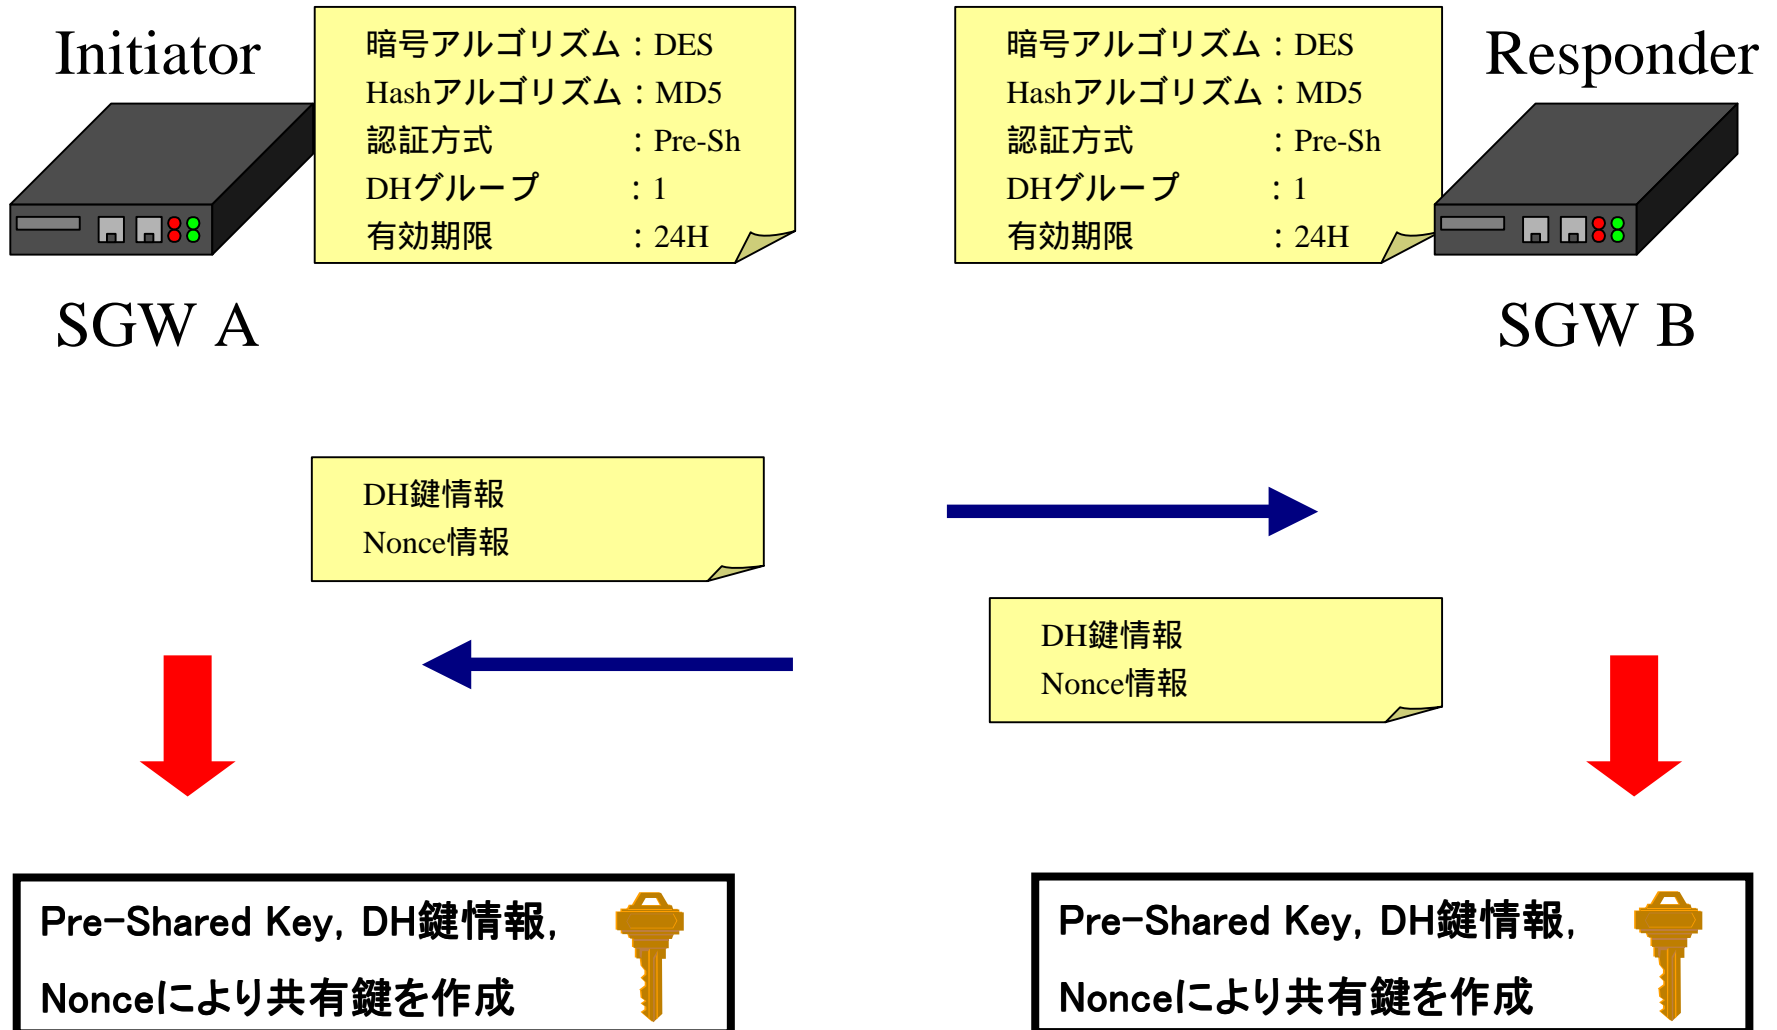 Initiator
暗号アルゴリズム：DES
Hashアルゴリズム：MD5
認証方式：Pre-Sh
DHグループ：1
有効期限：24H
SGW A
暗号アルゴリズム：DES
Hashアルゴリズム：MD5
認証方式：Pre-Sh
DHグループ：1
有効期限：24H
Responder
SGW B
DH鍵情報
Nonce情報
DH鍵情報
Nonce情報
Pre-Shared Key, DH鍵情報,
Nonceにより共有鍵を作成
Pre-Shared Key, DH鍵情報,
Nonceにより共有鍵を作成